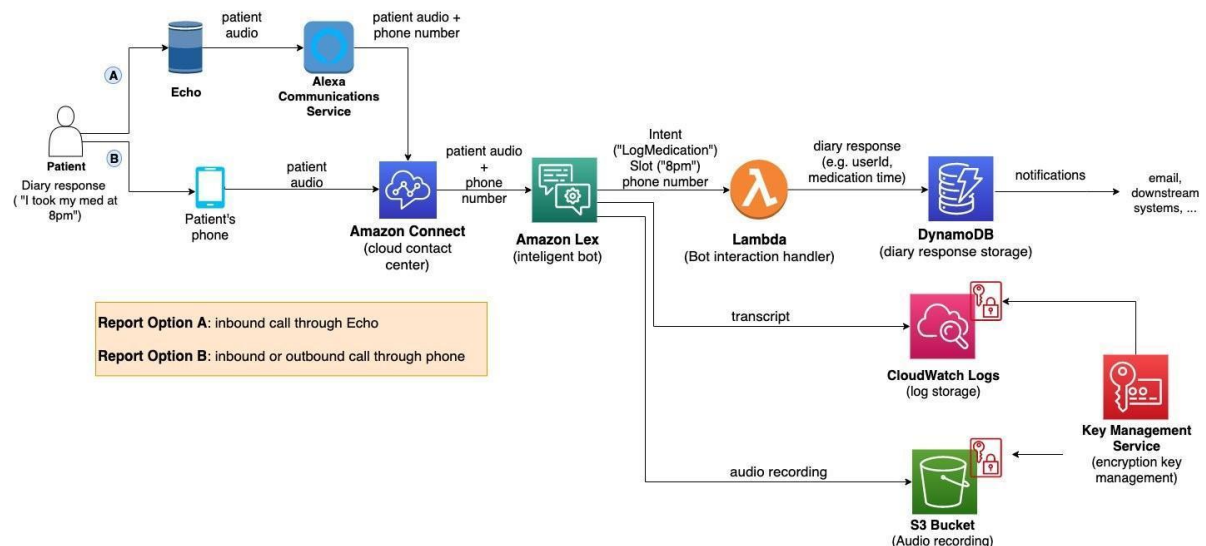 patient
audio
patient audio +
phone number
A
Echo
Alexa
Communications
Service
Patient
Diary response
( "I took my med at
8pm")
B
Patient's
phone
patient
audio
Amazon Connect
(cloud contact
center)
patient audio
+
phone
number
Amazon Lex
(inteligent bot)
Intent
("LogMedication")
Slot ("8pm")
phone number
Lambda
(Bot interaction handler)
diary response
(e.g. userId,
medication time)
DynamoDB
(diary response storage)
notifications
email,
downstream
systems, ...
Report Option A: inbound call through Echo
Report Option B: inbound or outbound call through phone
transcript
CloudWatch Logs
(log storage)
Key Management
Service
(encryption key
management)
audio recording
S3 Bucket
(Audio recording)